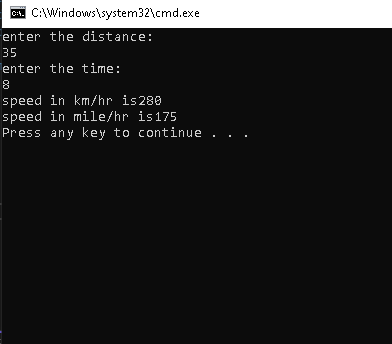 C:\Windows\system32\cmd.exe
enter the distance:
35
enter the time:
8
speed in km/hr is280
speed in mile/hr is175
Press any key to continue . . .